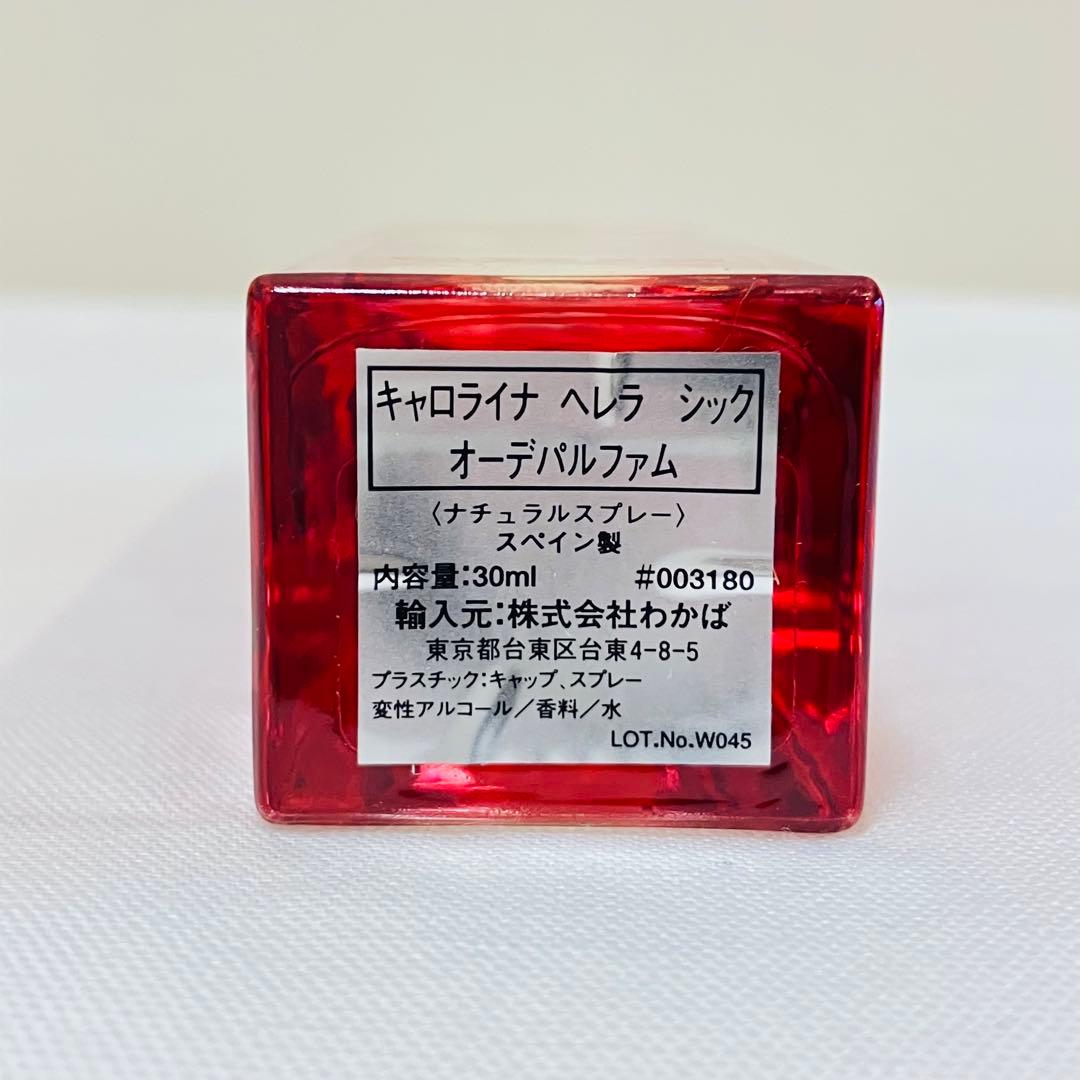 キャロライナ ヘレラ シック
オーデパルファム
〈ナチュラルスプレー〉
スペイン製
内容量:30ml #003180
輸入元:株式会社わかば
東京都台東区台東4-8-5
プラスチック:キャップ、スプレー
変性アルコール/香料/水
LOT.No.W045